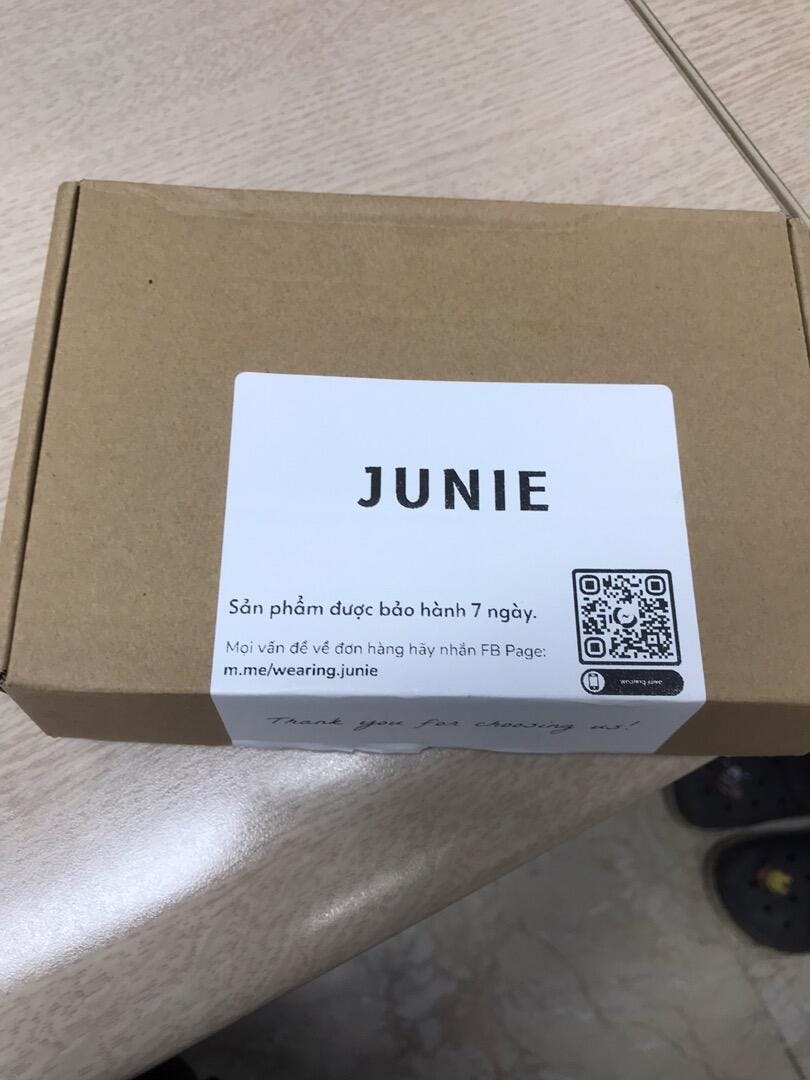 JUNIE
Sản phẩm được bảo hành 7 ngày.
Mọi vấn đề về đơn hàng hãy nhắn FB Page:
m.me/wearing.junie
Thank you for choosing us!